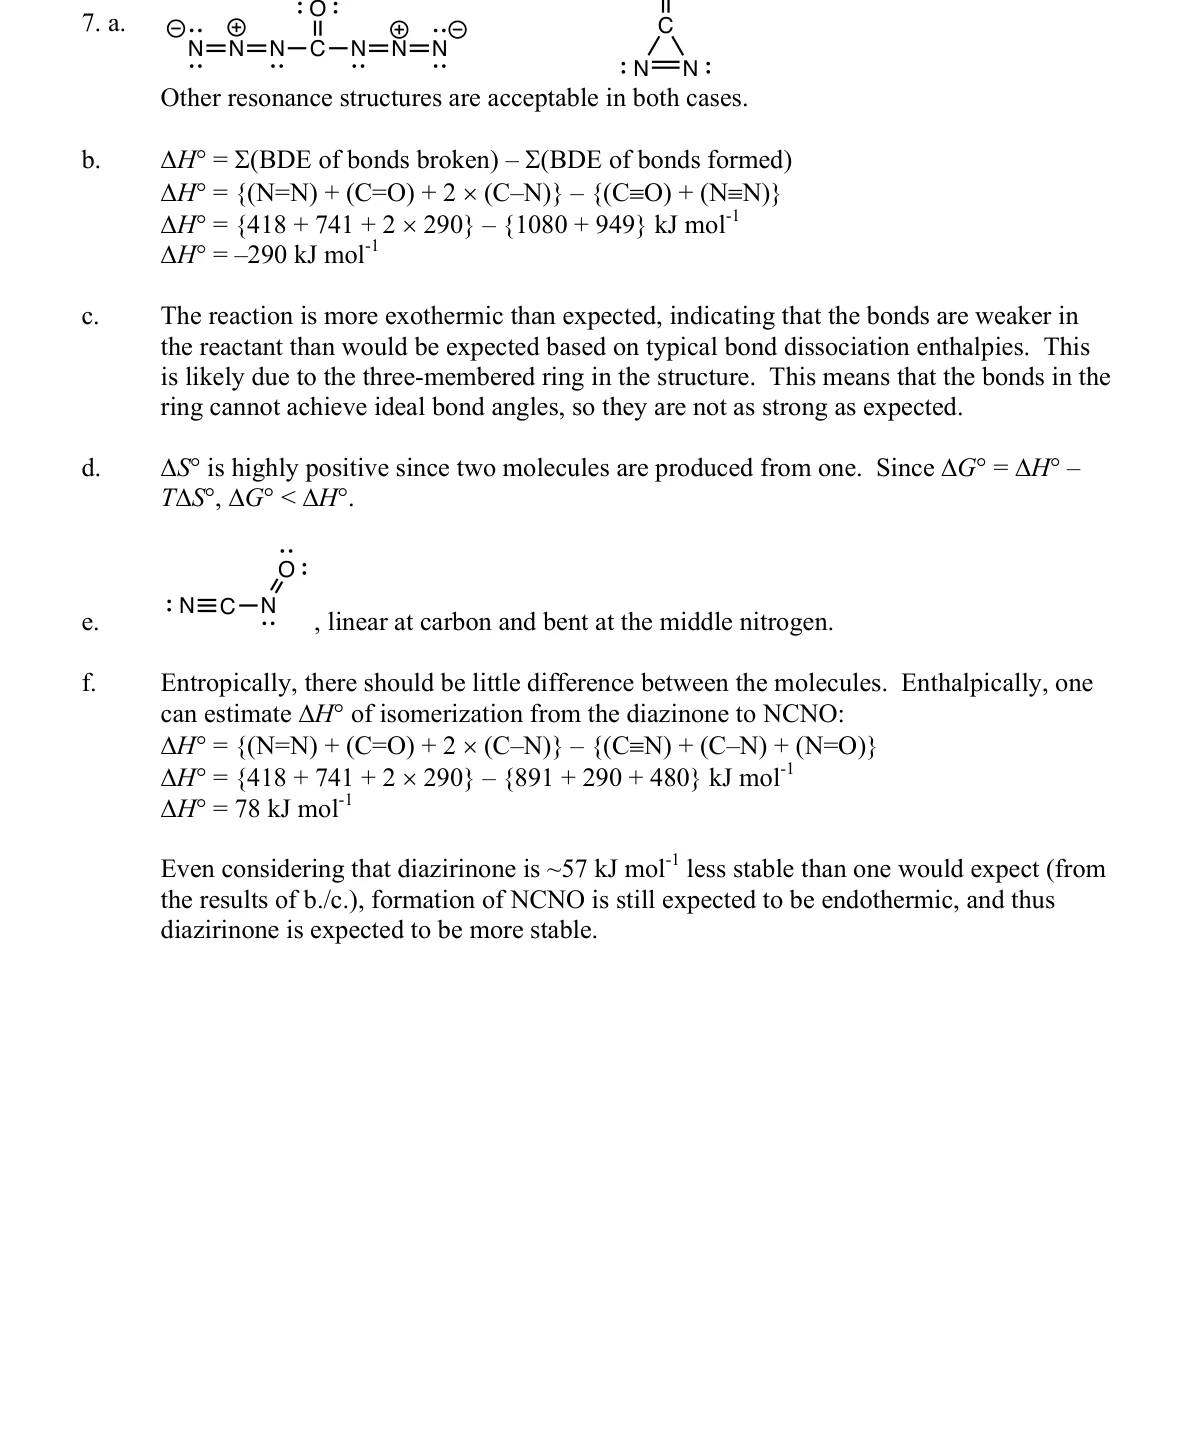 7. a.
:O:
⊖.. ⊕ || ⊕ ..⊖
N=N=N–C–N=N=N
C
:N=N:
Other resonance structures are acceptable in both cases.
b. ΔH° = Σ(BDE of bonds broken) – Σ(BDE of bonds formed)
ΔH° = {(N=N) + (C=O) + 2 × (C–N)} – {(C≡O) + (N≡N)}
ΔH° = {418 + 741 + 2 × 290} – {1080 + 949} kJ mol⁻¹
ΔH° = –290 kJ mol⁻¹
c. The reaction is more exothermic than expected, indicating that the bonds are weaker in
the reactant than would be expected based on typical bond dissociation enthalpies. This
is likely due to the three-membered ring in the structure. This means that the bonds in the
ring cannot achieve ideal bond angles, so they are not as strong as expected.
d. ΔS° is highly positive since two molecules are produced from one. Since ΔG° = ΔH° –
TΔS°, ΔG° < ΔH°.
O:
:N≡C–N
e. , linear at carbon and bent at the middle nitrogen.
f. Entropically, there should be little difference between the molecules. Enthalpically, one
can estimate ΔH° of isomerization from the diazinone to NCNO:
ΔH° = {(N=N) + (C=O) + 2 × (C–N)} – {(C≡N) + (C–N) + (N=O)}
ΔH° = {418 + 741 + 2 × 290} – {891 + 290 + 480} kJ mol⁻¹
ΔH° = 78 kJ mol⁻¹
Even considering that diazirinone is ~57 kJ mol⁻¹ less stable than one would expect (from
the results of b./c.), formation of NCNO is still expected to be endothermic, and thus
diazirinone is expected to be more stable.